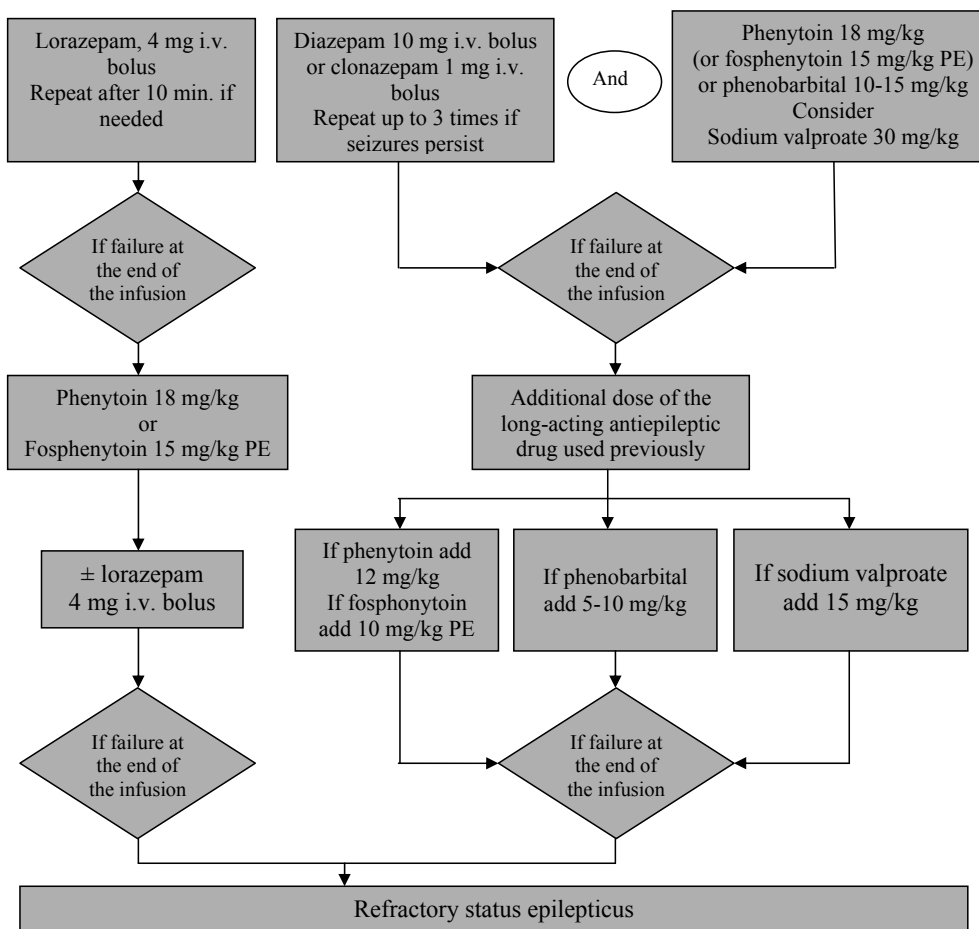 Lorazepam, 4 mg i.v.
bolus
Repeat after 10 min. if
needed
Diazepam 10 mg i.v. bolus
or clonazepam 1 mg i.v.
bolus
Repeat up to 3 times if
seizures persist
And
Phenytoin 18 mg/kg
(or fosphenytoin 15 mg/kg PE)
or phenobarbital 10-15 mg/kg
Consider
Sodium valproate 30 mg/kg
If failure at
the end of
the infusion
If failure at
the end of
the infusion
Phenytoin 18 mg/kg
or
Fosphenytoin 15 mg/kg PE
Additional dose of the
long-acting antiepileptic
drug used previously
± lorazepam
4 mg i.v. bolus
If phenytoin add
12 mg/kg
If fosphonytoin
add 10 mg/kg PE
If phenobarbital
add 5-10 mg/kg
If sodium valproate
add 15 mg/kg
If failure at
the end of
the infusion
If failure at
the end of
the infusion
Refractory status epilepticus